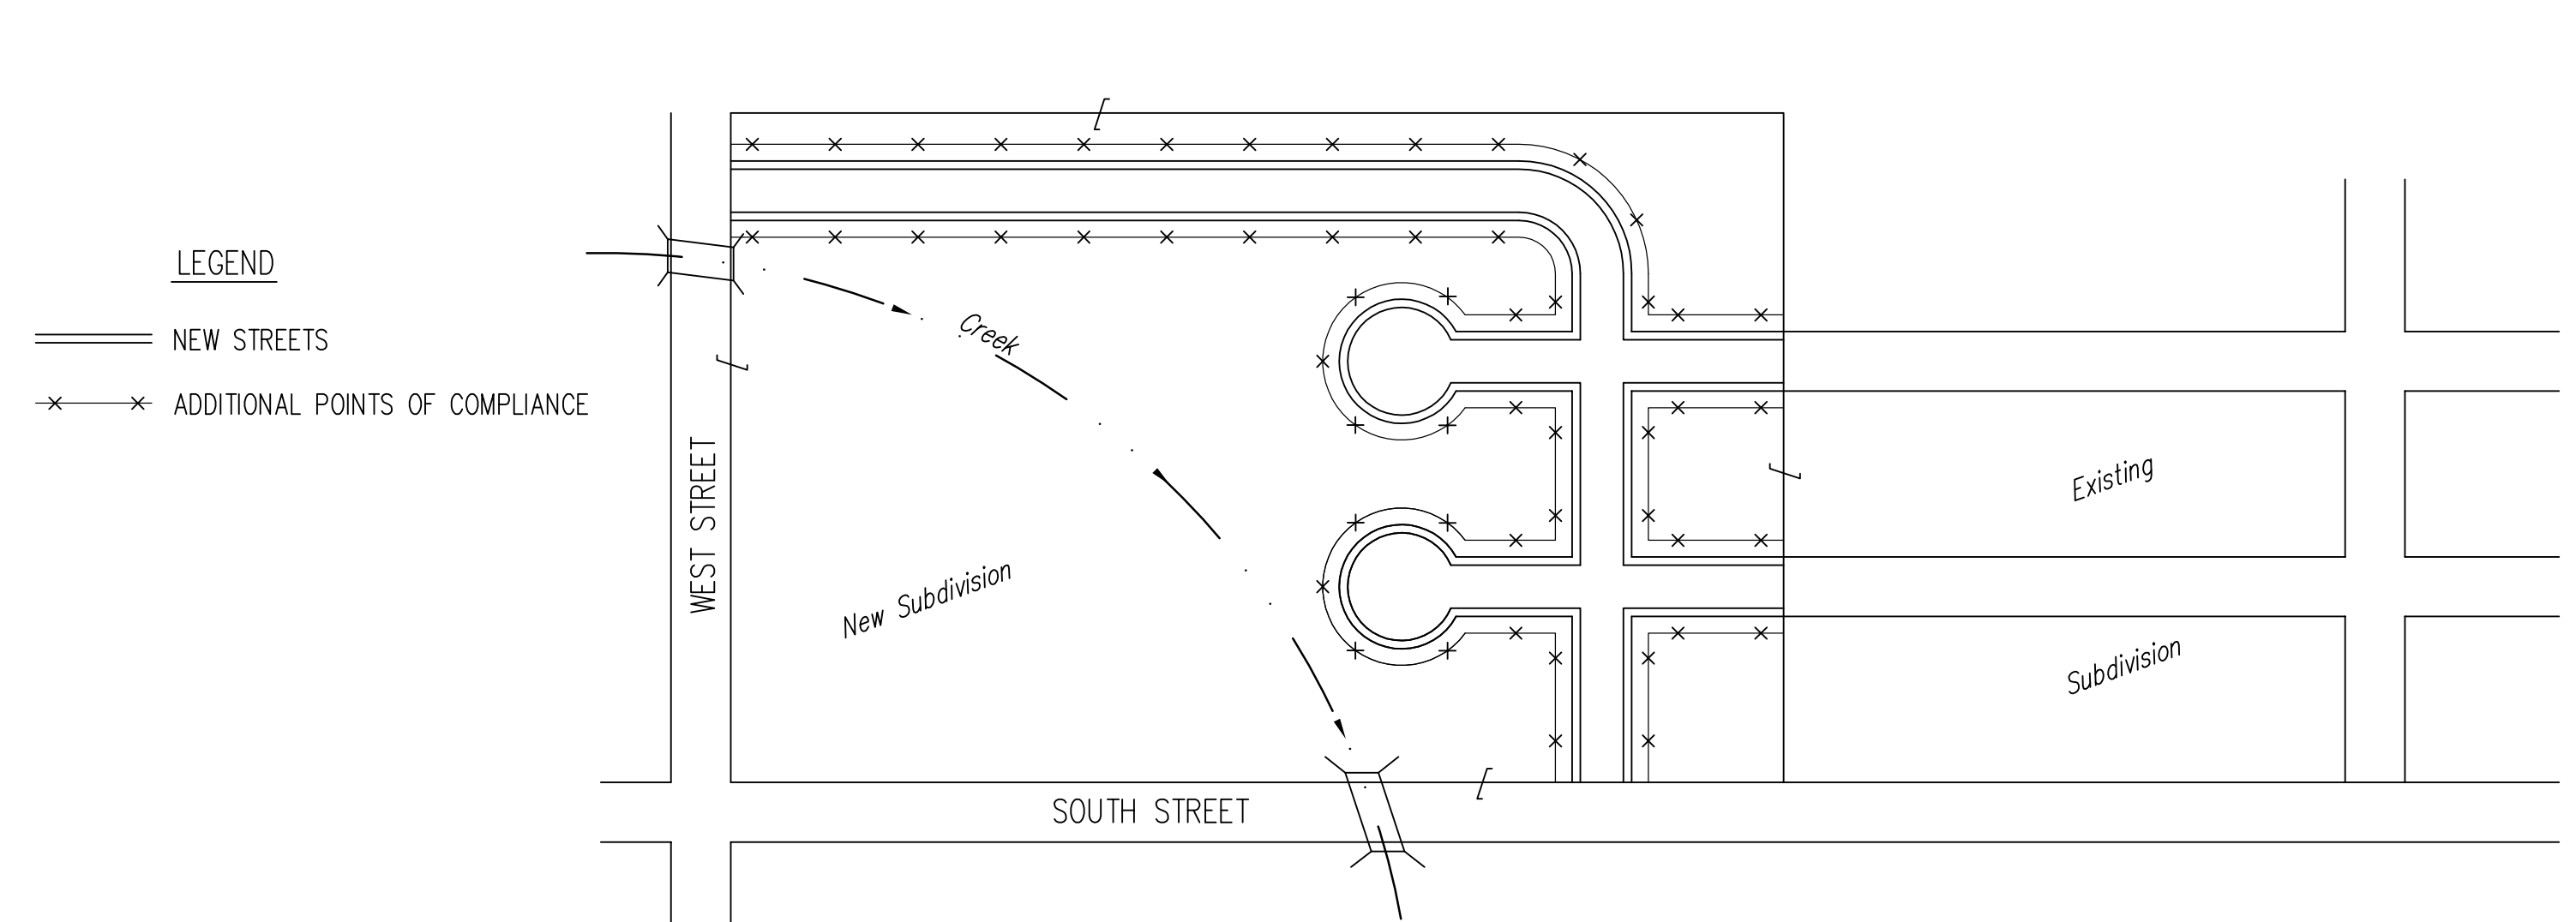 LEGEND
NEW STREETS
ADDITIONAL POINTS OF COMPLIANCE
Creek
WEST STREET
New Subdivision
SOUTH STREET
Existing
Subdivision